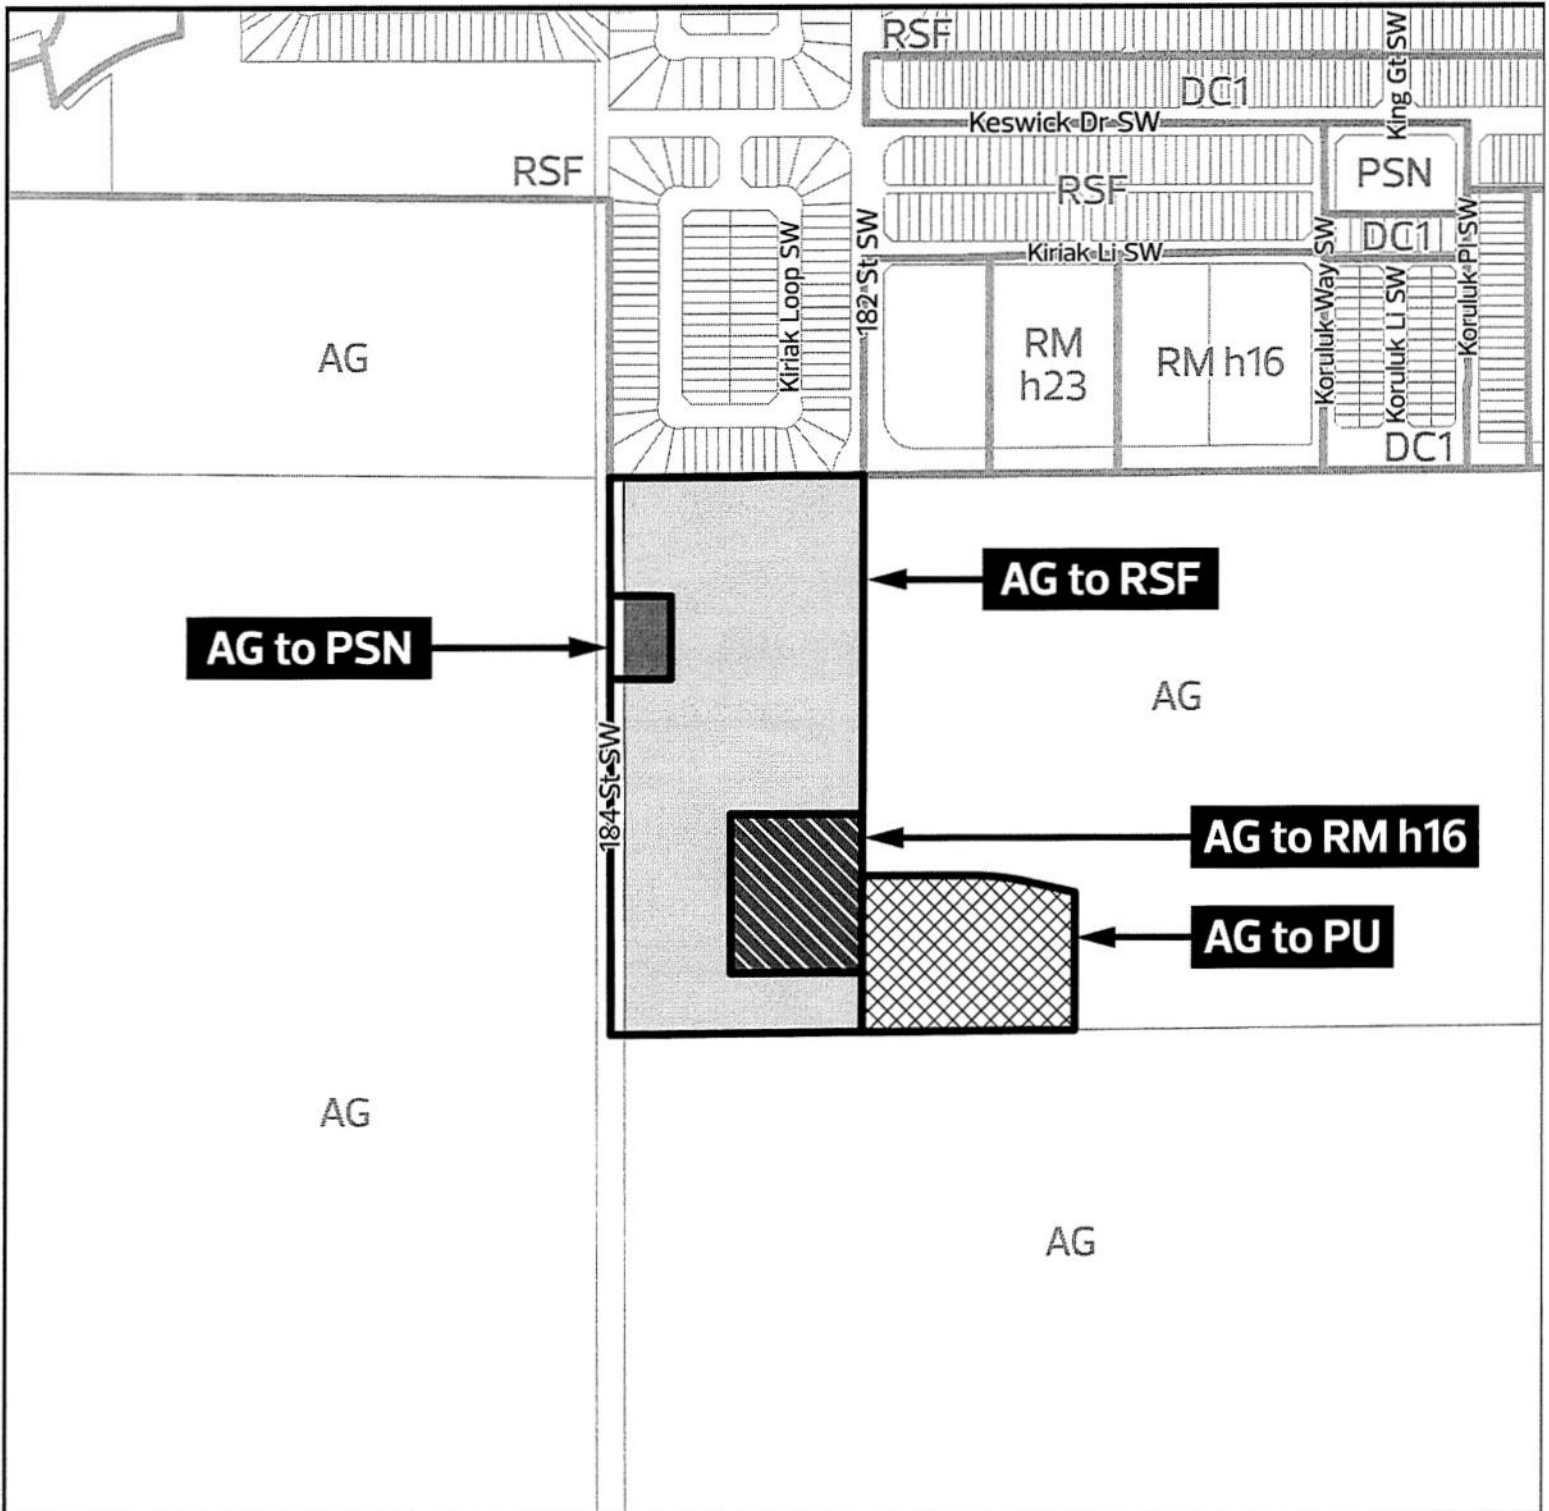 RSF
King Gt SW
DC1
Keswick Dr SW
RSF
PSN
RSF
DC1
Kiriak Li SW
Kiriak Loop SW
182 St SW
Koruluk Way SW
Koruluk Li SW
Koruluk Pl SW
AG
RM
h23
RM h16
DC1
AG to RSF
AG to PSN
AG
184 St SW
AG to RM h16
AG to PU
AG
AG